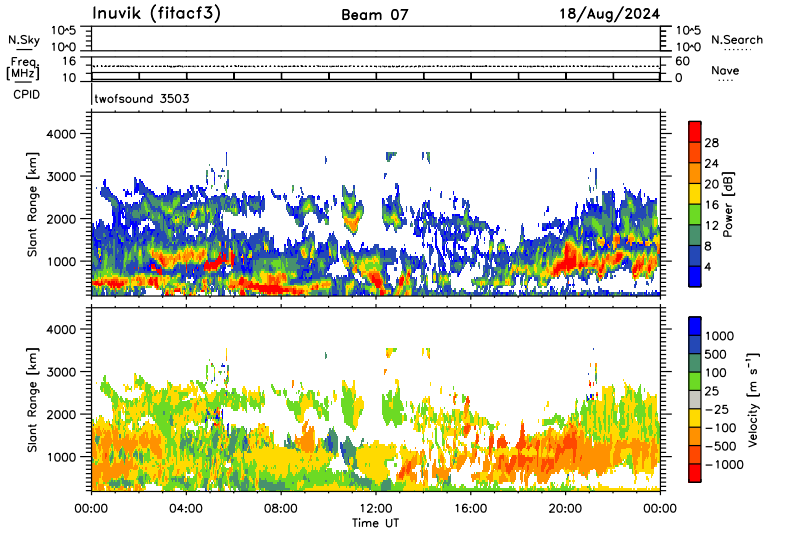 Inuvik (fitacf3) Beam 07 18/Aug/2024
10^5 10^5
N.Sky N.Search
10^0 10^0
16 60
Freq. [MHz] Nave
10 0
CPID
twofsound 3503
4000
3000
2000
1000
Slant Range [km]
28
24
20
16
12
8
4
Power [dB]
4000
3000
2000
1000
Slant Range [km]
1000
500
100
25
-25
-100
-500
-1000
Velocity [m s^-1]
00:00 04:00 08:00 12:00 16:00 20:00 00:00
Time UT